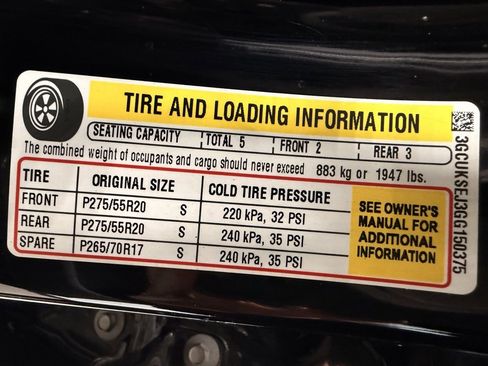 TIRE AND LOADING INFORMATION
SEATING CAPACITY TOTAL 5 FRONT 2 REAR 3
The combined weight of occupants and cargo should never exceed 883 kg or 1947 lbs.
TIRE ORIGINAL SIZE COLD TIRE PRESSURE
FRONT P275/55R20 S 220 kPa, 32 PSI
REAR P275/55R20 S 240 kPa, 35 PSI
SPARE P265/70R17 S 240 kPa, 35 PSI
SEE OWNER'S
MANUAL FOR
ADDITIONAL
INFORMATION
3GCUKSEJ3GG150375